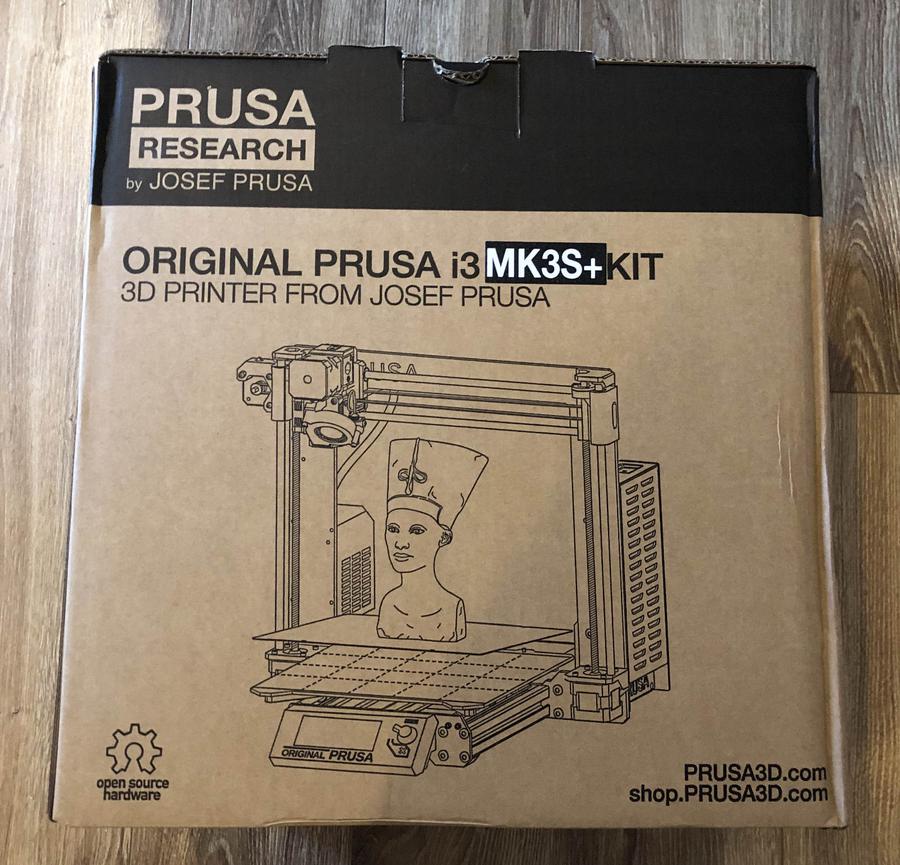 PRUSA
RESEARCH
by JOSEF PRUSA
ORIGINAL PRUSA i3 MK3S+ KIT
3D PRINTER FROM JOSEF PRUSA
ORIGINAL PRUSA
open source
hardware
PRUSA3D.com
shop.PRUSA3D.com